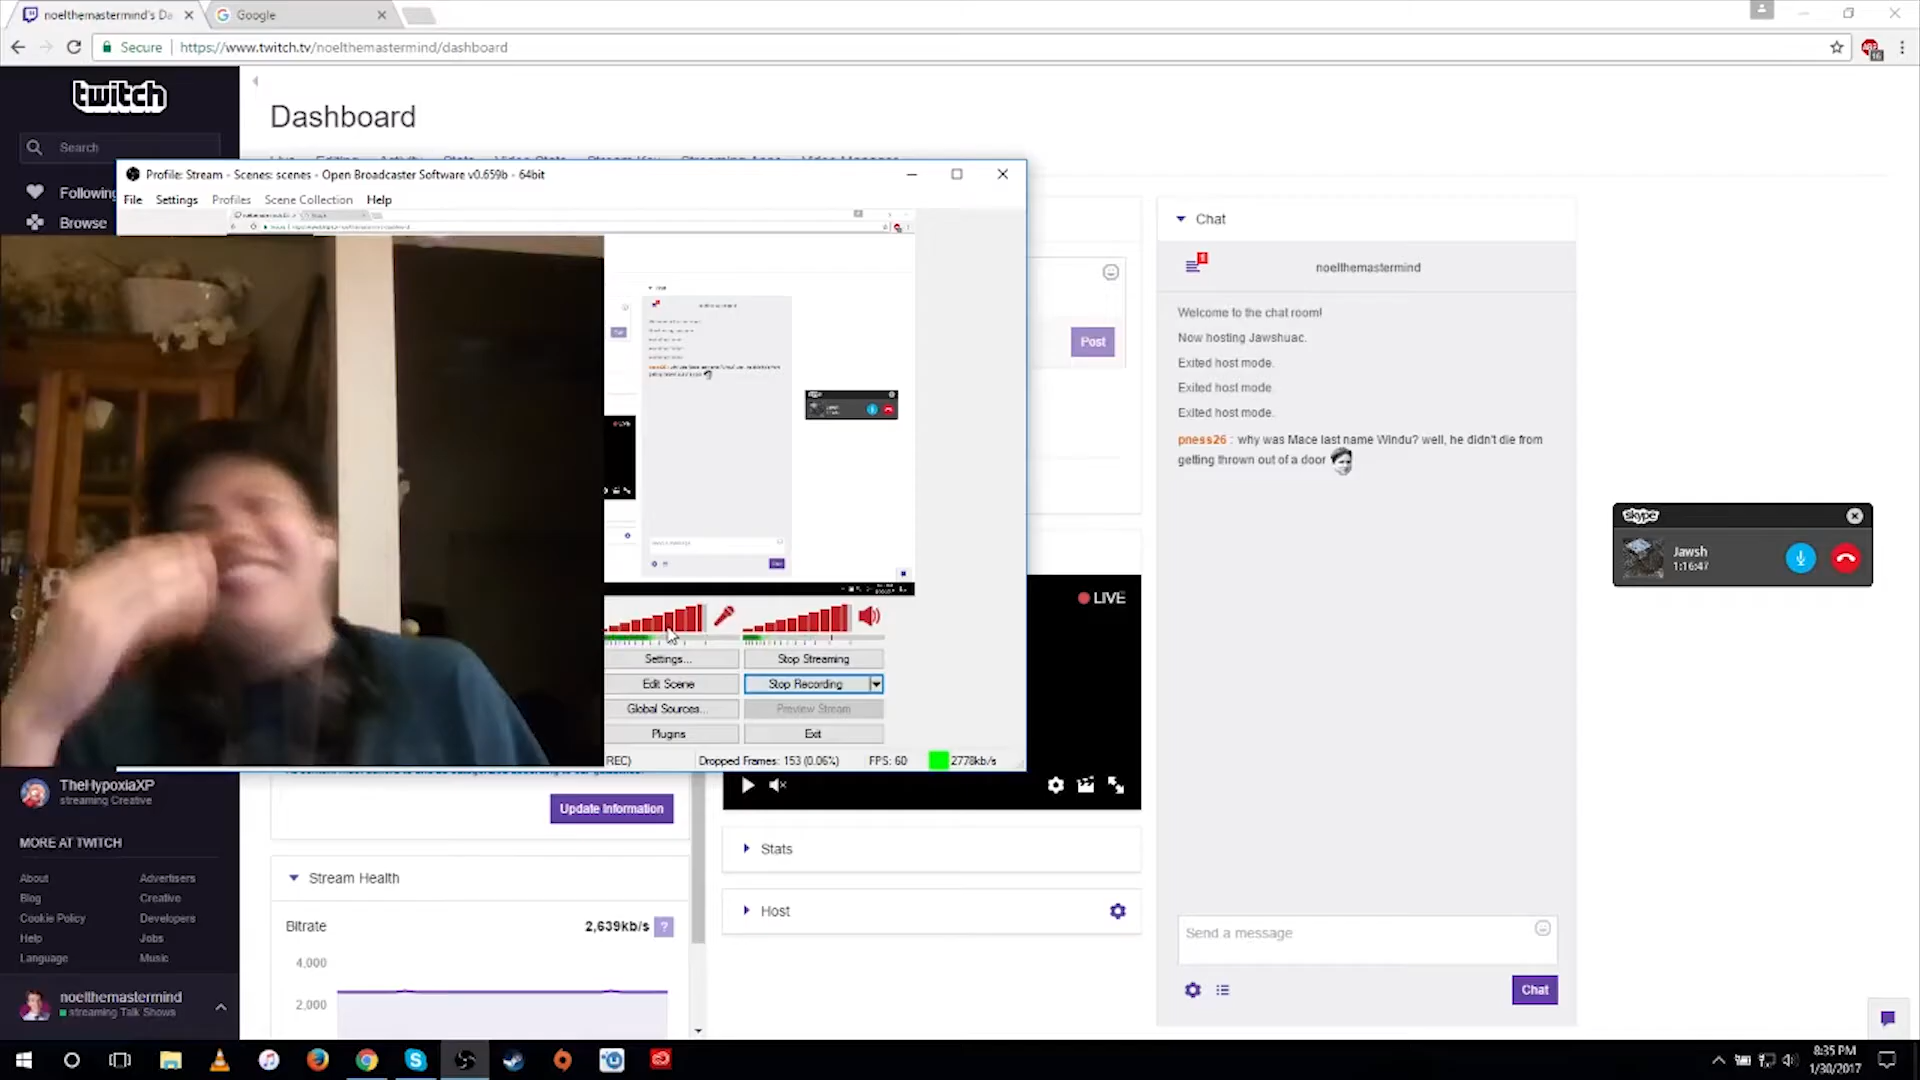 noelthemastermind's Da
Google
Secure
https://www.twitch.tv/noelthemastermind/dashboard
twitch
Search
Following
Browse
Dashboard
Profile: Stream - Scenes: scenes - Open Broadcaster Software v0.659b - 64bit
File Settings Profiles Scene Collection Help
Settings... Stop Streaming
Edit Scene Stop Recording
Global Sources... Preview Stream
Plugins Exit
REC) Dropped Frames: 153 (0.06%) FPS: 60 2778kb/s
Post
LIVE
Chat
1
noelthemastermind
Welcome to the chat room!
Now hosting Jawshuac.
Exited host mode.
Exited host mode.
Exited host mode.
pness26 : why was Mace last name Windu? well, he didn't die from
getting thrown out of a door
skype
Jawsh
1:16:47
TheHypoxiaXP
streaming Creative
MORE AT TWITCH
About Advertisers
Blog Creative
Cookie Policy Developers
Help Jobs
Language Music
noelthemastermind
streaming Talk Shows
Update Information
Stream Health
Bitrate 2,639kb/s ?
4,000
2,000
Stats
Host
Send a message
Chat
8:35 PM
1/30/2017